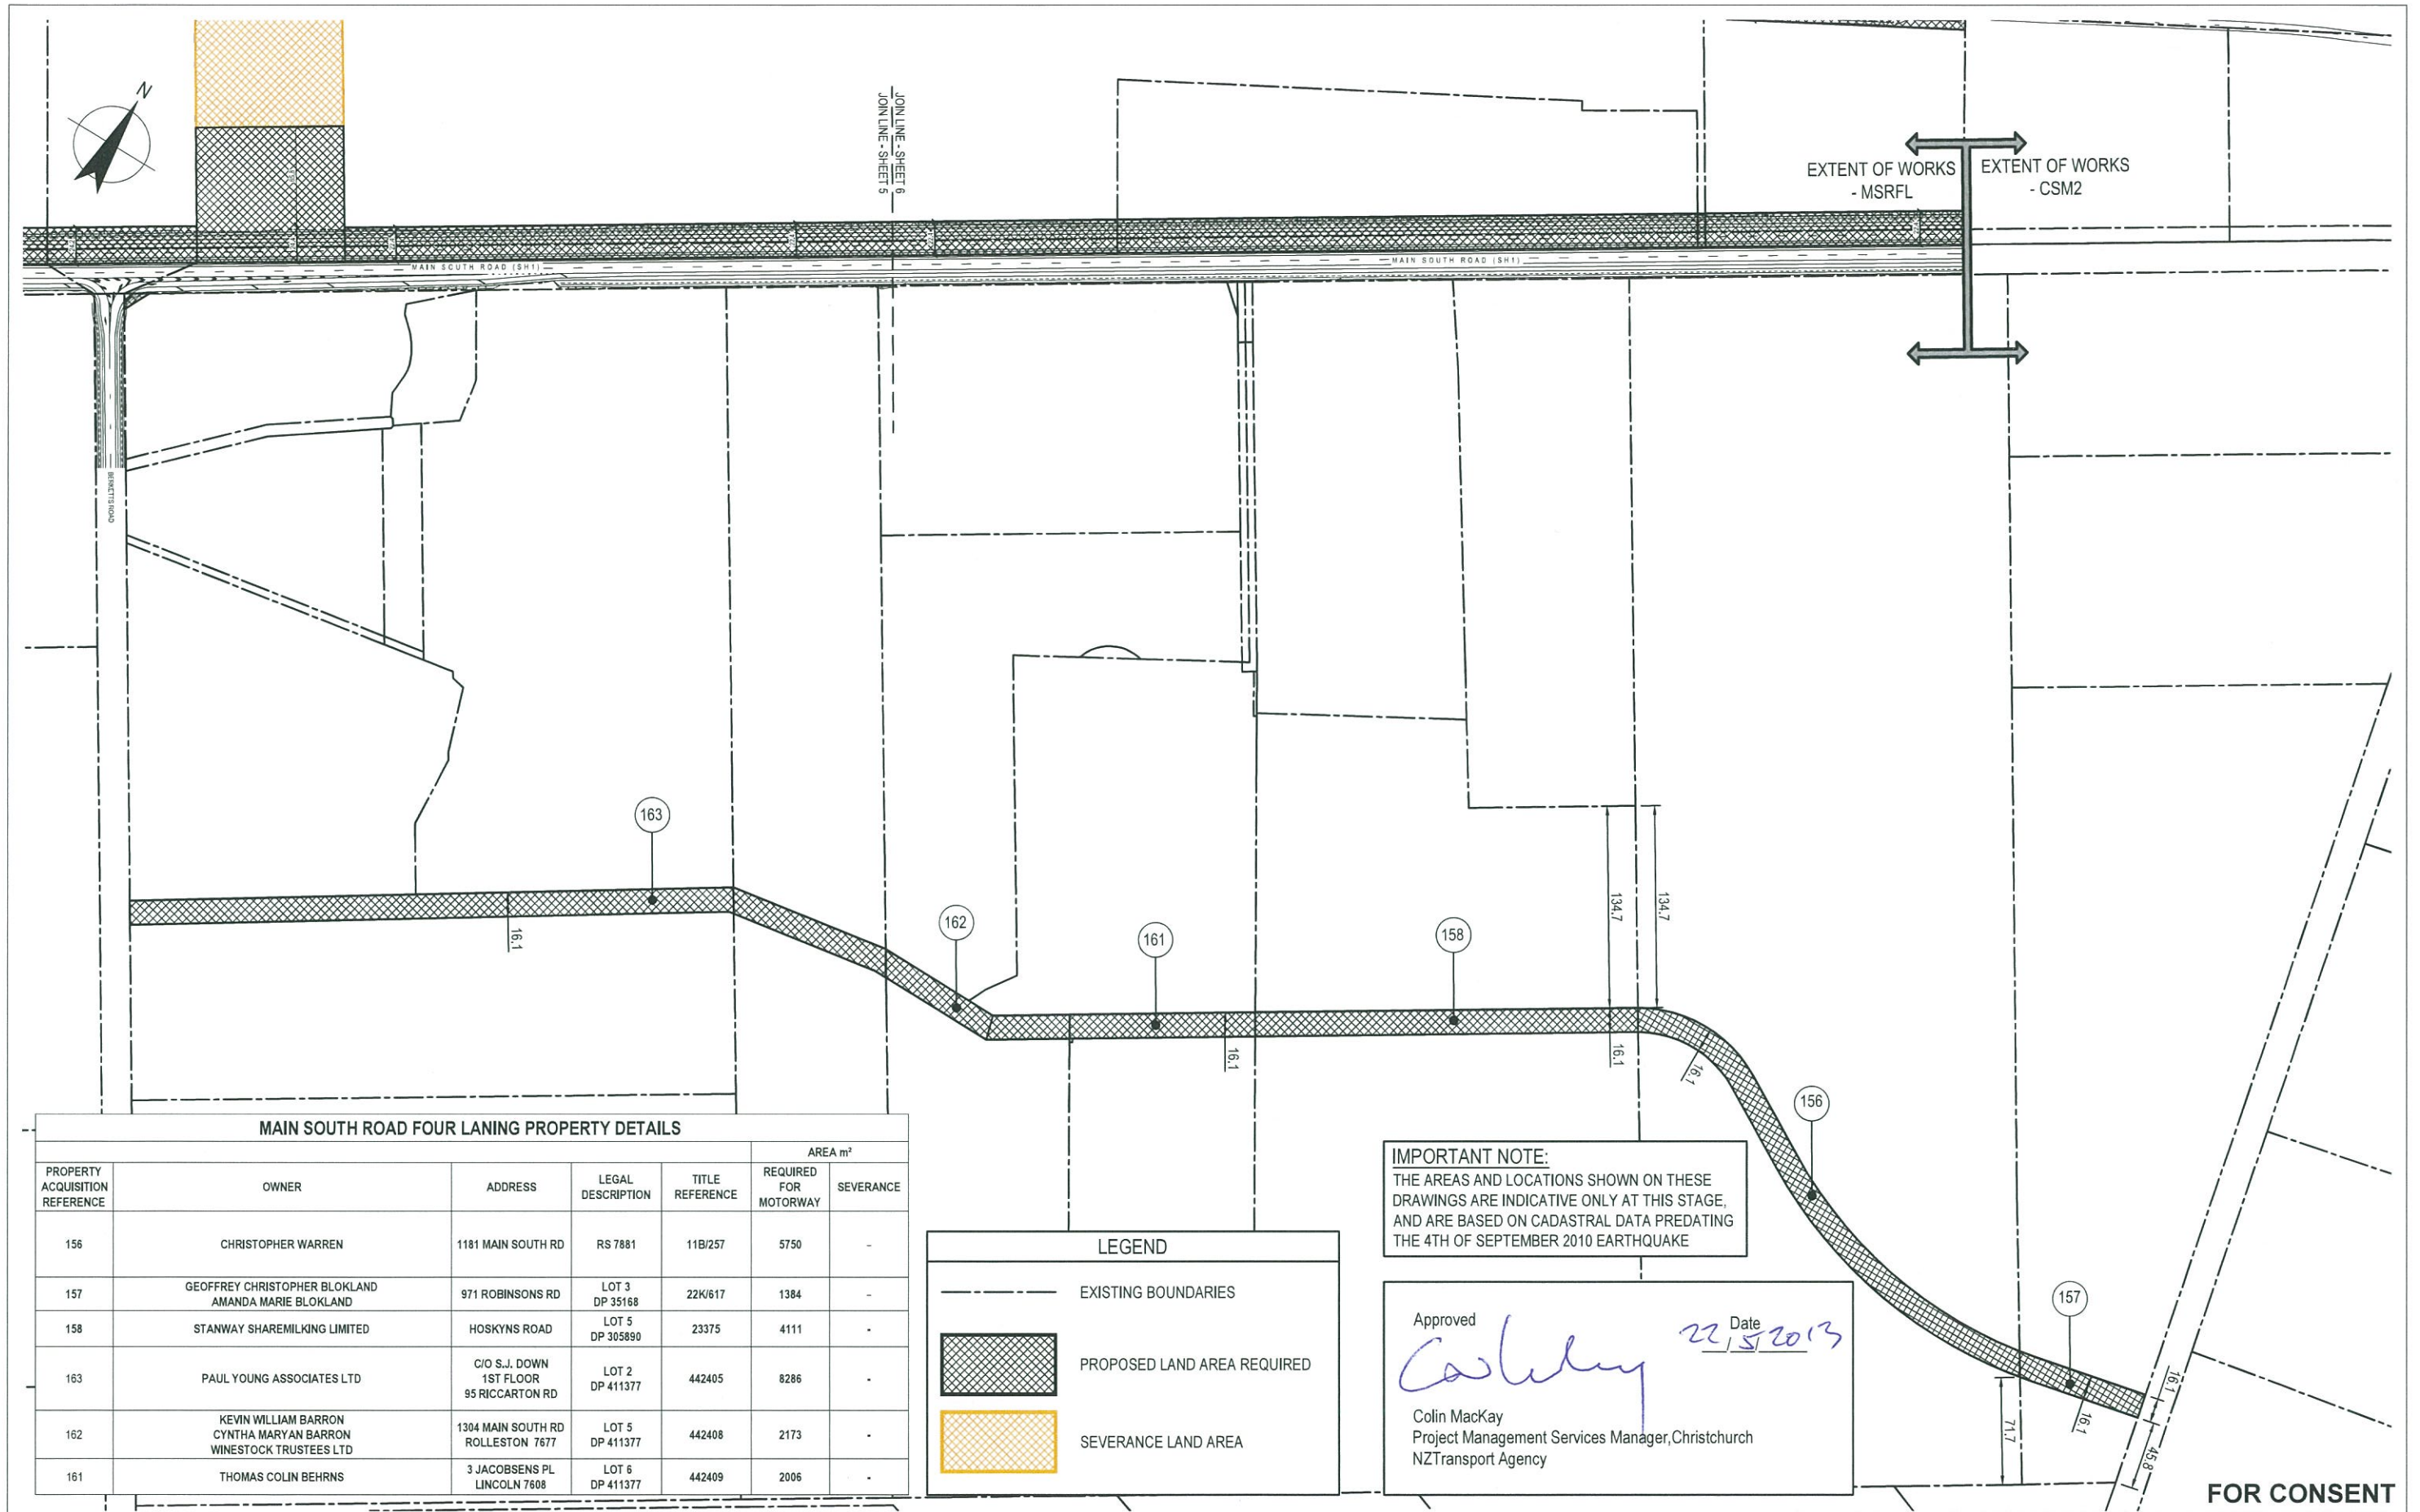 N
JOIN LINE - SHEET 6
JOIN LINE - SHEET 5
EXTENT OF WORKS
- MSRFL
EXTENT OF WORKS
- CSM2
MAIN SOUTH ROAD (SH1)
MAIN SOUTH ROAD (SH1)
BENNETTS ROAD
163
16.1
162
161
16.1
158
134.7
134.7
16.1
16.1
156
157
16.1
16.1
71.7
45.8
MAIN SOUTH ROAD FOUR LANING PROPERTY DETAILS
AREA m²
PROPERTY ACQUISITION REFERENCE OWNER ADDRESS LEGAL DESCRIPTION TITLE REFERENCE REQUIRED FOR MOTORWAY SEVERANCE
156 CHRISTOPHER WARREN 1181 MAIN SOUTH RD RS 7881 11B/257 5750 -
157 GEOFFREY CHRISTOPHER BLOKLAND AMANDA MARIE BLOKLAND 971 ROBINSONS RD LOT 3 DP 35168 22K/617 1384 -
158 STANWAY SHAREMILKING LIMITED HOSKYNS ROAD LOT 5 DP 305890 23375 4111 -
163 PAUL YOUNG ASSOCIATES LTD C/O S.J. DOWN 1ST FLOOR 95 RICCARTON RD LOT 2 DP 411377 442405 8286 -
162 KEVIN WILLIAM BARRON CYNTHA MARYAN BARRON WINESTOCK TRUSTEES LTD 1304 MAIN SOUTH RD ROLLESTON 7677 LOT 5 DP 411377 442408 2173 -
161 THOMAS COLIN BEHRNS 3 JACOBSENS PL LINCOLN 7608 LOT 6 DP 411377 442409 2006 -
LEGEND
EXISTING BOUNDARIES
PROPOSED LAND AREA REQUIRED
SEVERANCE LAND AREA
IMPORTANT NOTE:
THE AREAS AND LOCATIONS SHOWN ON THESE
DRAWINGS ARE INDICATIVE ONLY AT THIS STAGE,
AND ARE BASED ON CADASTRAL DATA PREDATING
THE 4TH OF SEPTEMBER 2010 EARTHQUAKE
Approved
Date
22/5/2013
Colin MacKay
Project Management Services Manager,Christchurch
NZTransport Agency
FOR CONSENT